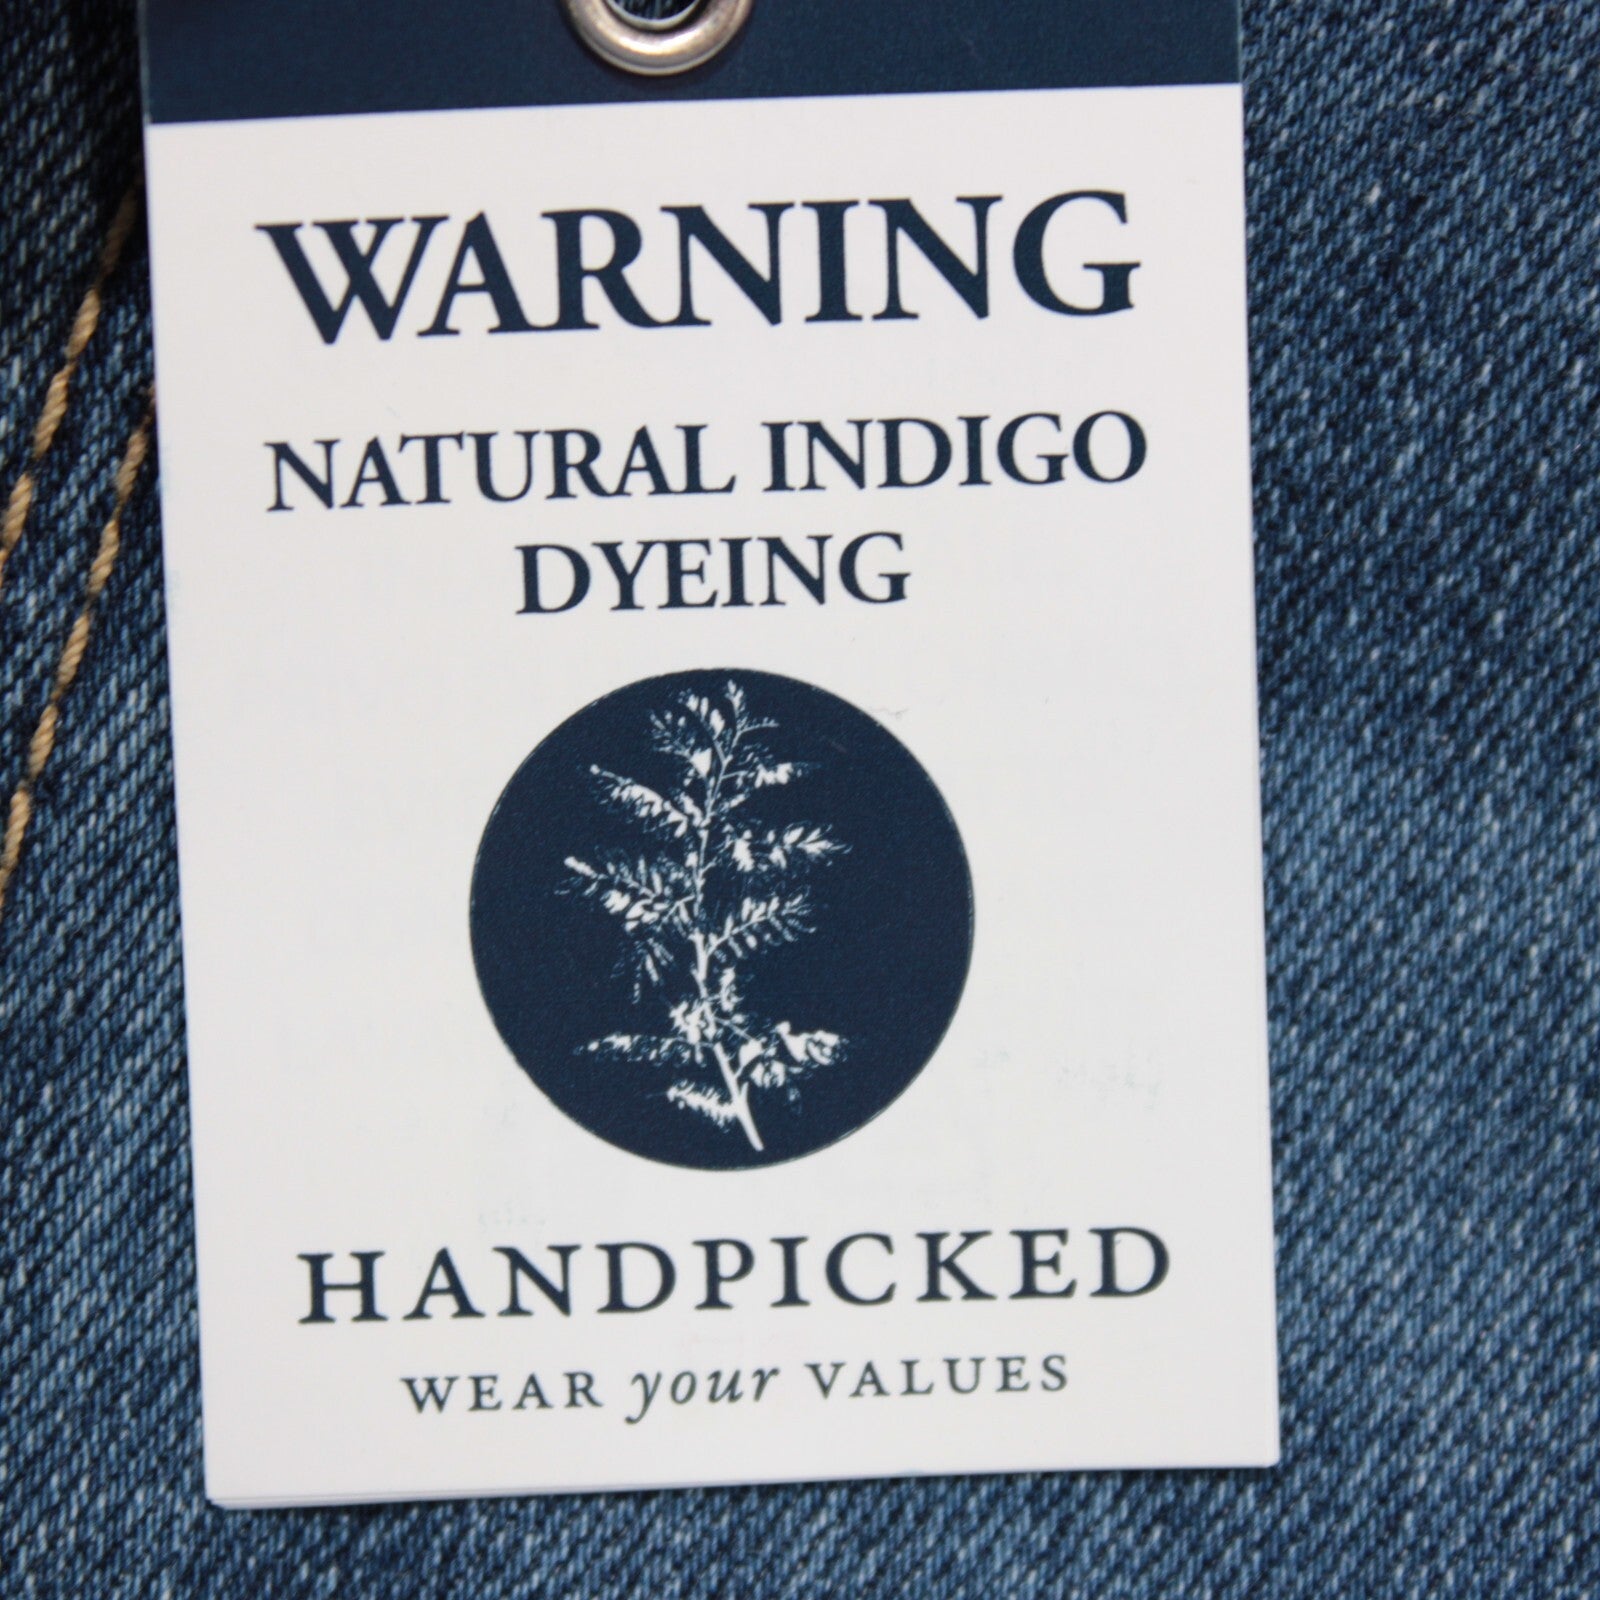 WARNING
NATURAL INDIGO
DYEING
HANDPICKED
WEAR your VALUES